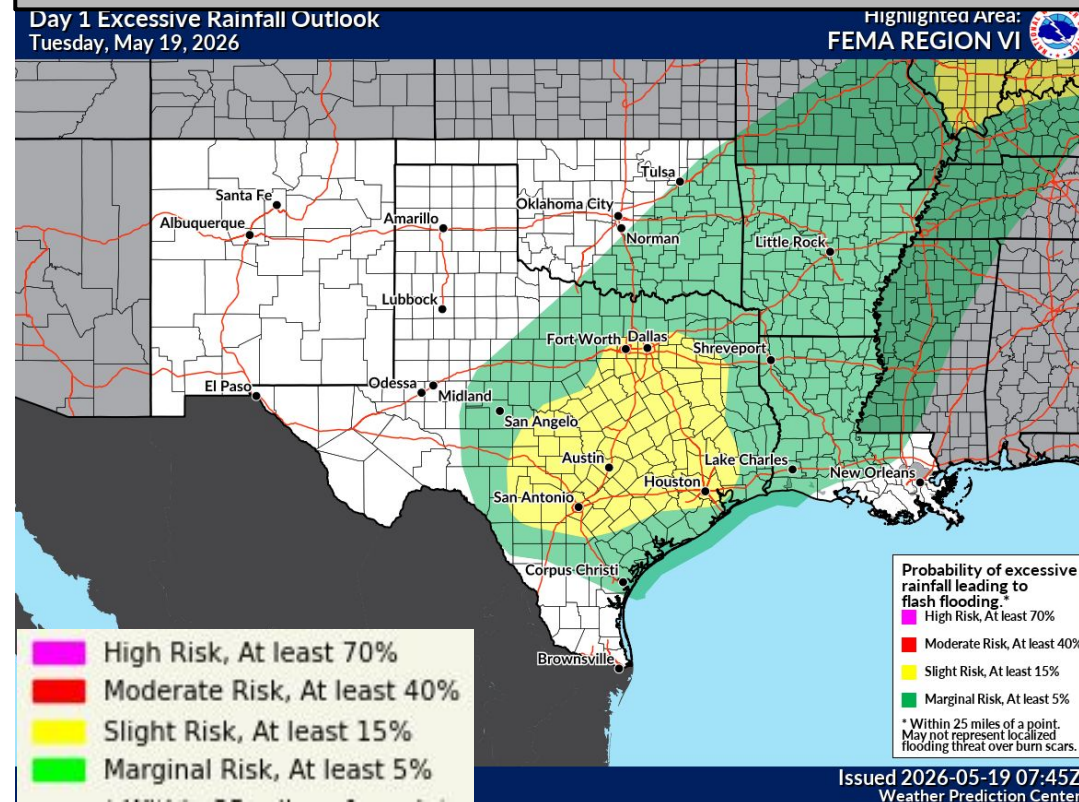 Day 1 Excessive Rainfall Outlook
Tuesday, May 19, 2026
Highlighted Area:
FEMA REGION VI
Tulsa
Santa Fe
Oklahoma City
Albuquerque
Amarillo
Norman
Little Rock
Lubbock
Fort Worth
Dallas
Shreveport
El Paso
Odessa
Midland
San Angelo
Austin
Lake Charles
New Orleans
Houston
San Antonio
Corpus Christi
Brownsville
Probability of excessive
rainfall leading to
flash flooding.*
High Risk, At least 70%
Moderate Risk, At least 40%
Slight Risk, At least 15%
Marginal Risk, At least 5%
* Within 25 miles of a point.
May not represent localized
flooding threat over burn scars.
High Risk, At least 70%
Moderate Risk, At least 40%
Slight Risk, At least 15%
Marginal Risk, At least 5%
Issued 2026-05-19 07:45Z
Weather Prediction Center